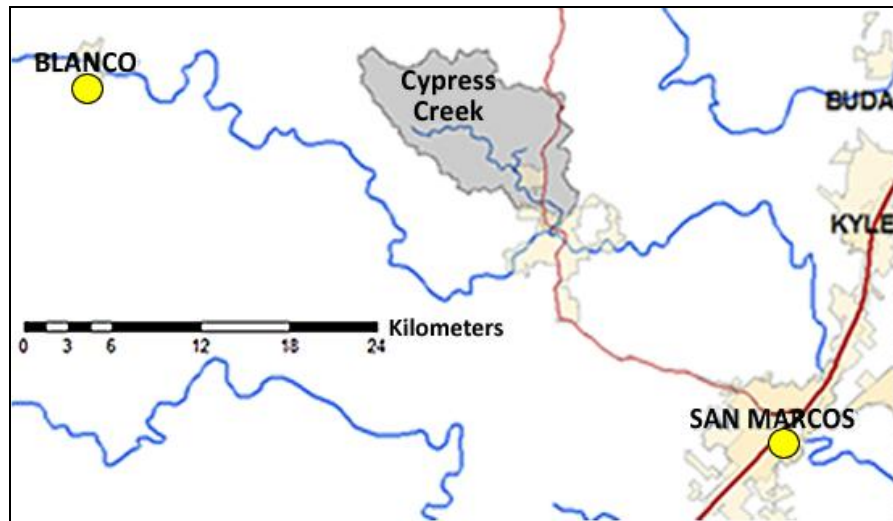 BLANCO
Cypress
Creek
BUDA
KYLE
Kilometers
0 3 6 12 18 24
SAN MARCOS